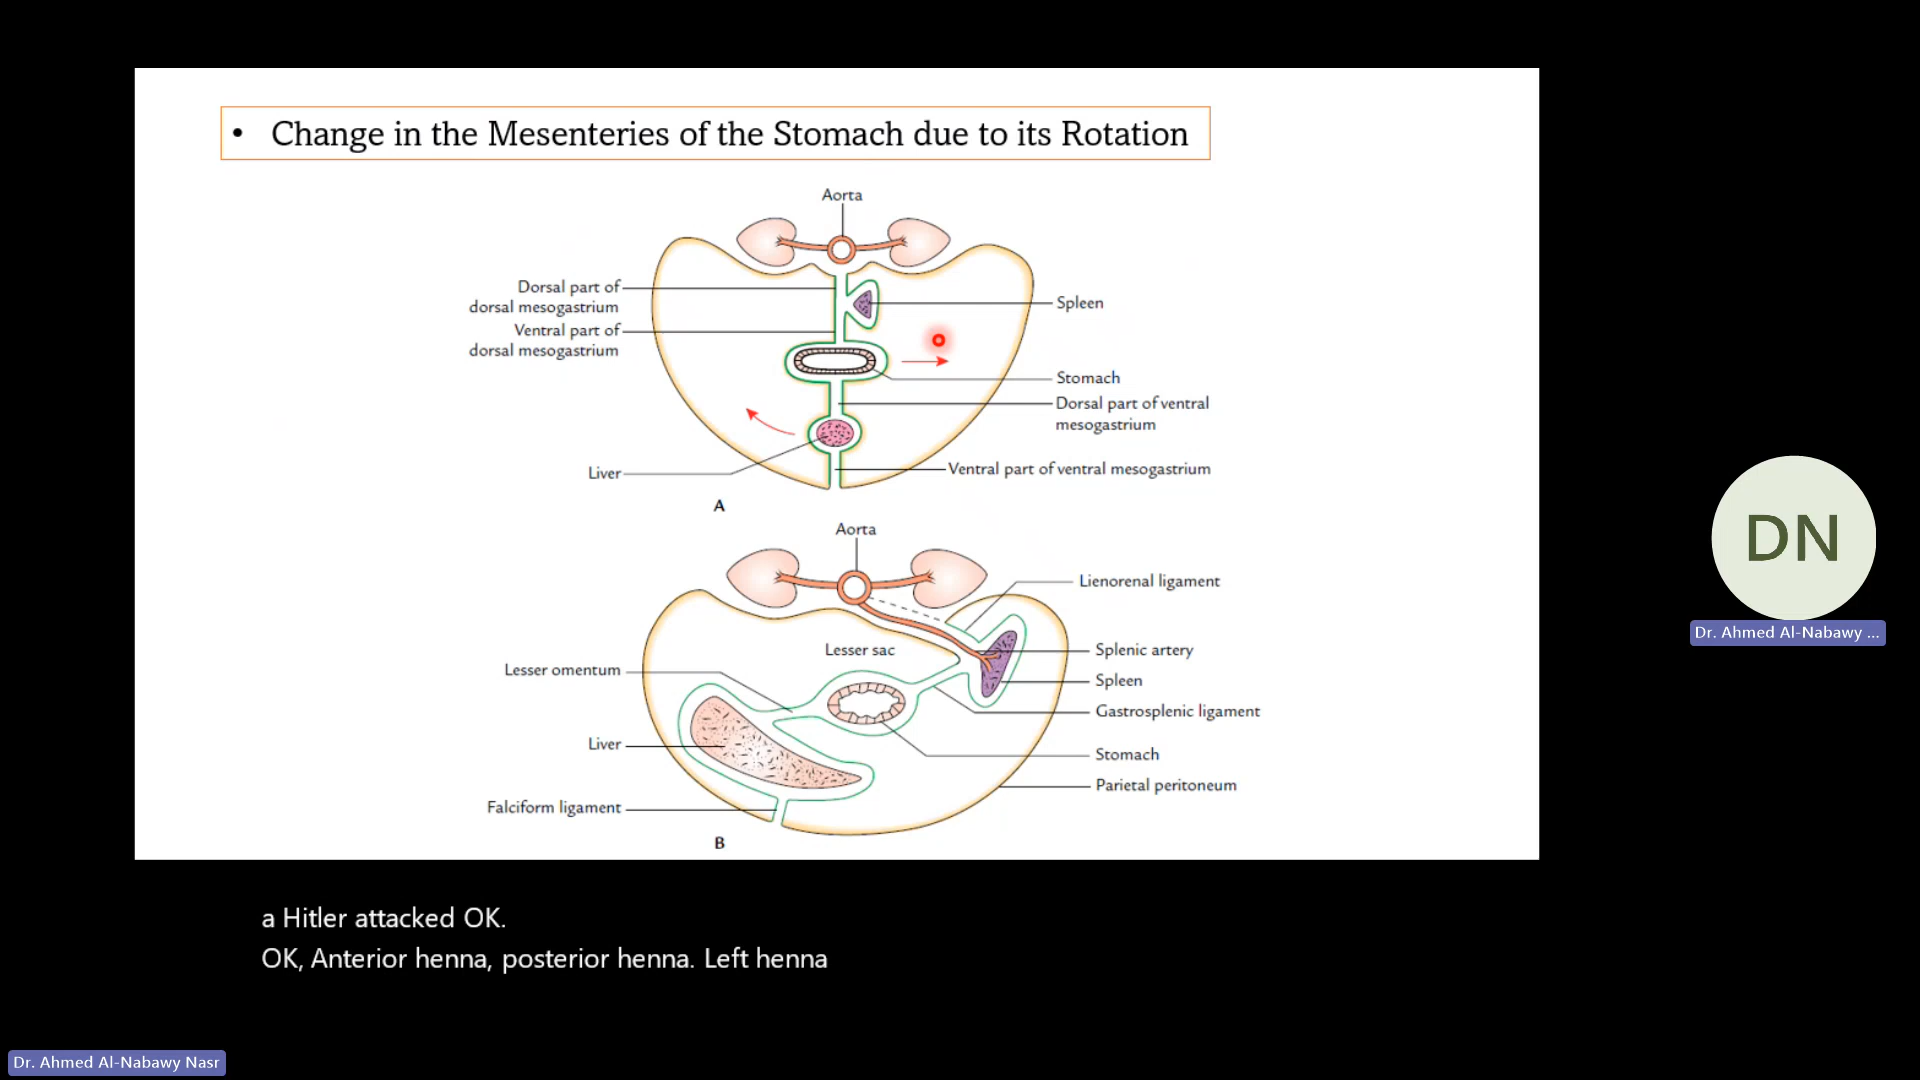 • Change in the Mesenteries of the Stomach due to its Rotation
Aorta
Dorsal part of
dorsal mesogastrium
Ventral part of
dorsal mesogastrium
Spleen
Stomach
Dorsal part of ventral
mesogastrium
Liver
Ventral part of ventral mesogastrium
A
Aorta
Lienorenal ligament
Lesser sac
Splenic artery
Lesser omentum
Spleen
Gastrosplenic ligament
Liver
Stomach
Parietal peritoneum
Falciform ligament
B
DN
Dr. Ahmed Al-Nabawy ...
a Hitler attacked OK.
OK, Anterior henna, posterior henna. Left henna
Dr. Ahmed Al-Nabawy Nasr